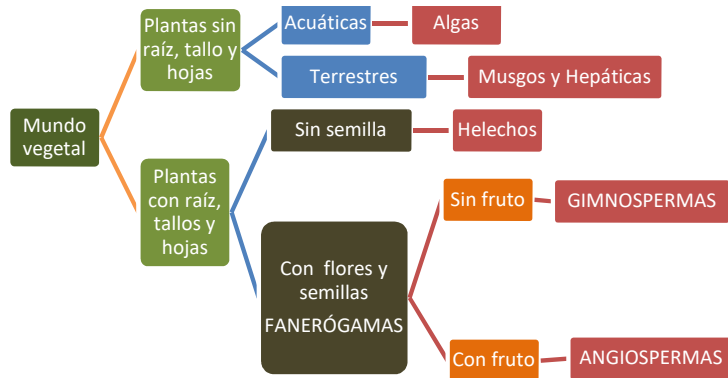 Plantas sin
raíz, tallo y
hojas
Acuáticas
Algas
Terrestres
Musgos y Hepáticas
Mundo
vegetal
Sin semilla
Helechos
Plantas
con raíz,
tallos y
hojas
Con flores y
semillas
FANERÓGAMAS
Sin fruto
GIMNOSPERMAS
Con fruto
ANGIOSPERMAS